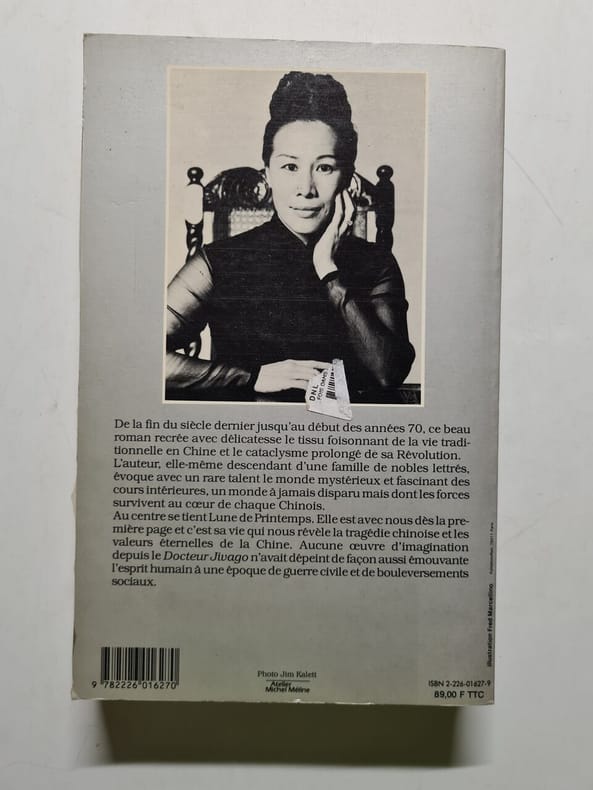 DNL
De la fin du siècle dernier jusqu'au début des années 70, ce beau
roman recrée avec délicatesse le tissu foisonnant de la vie tradi-
tionnelle en Chine et le cataclysme prolongé de sa Révolution.
L'auteur, elle-même descendant d'une famille de nobles lettrés,
évoque avec un rare talent le monde mystérieux et fascinant des
cours intérieures, un monde à jamais disparu mais dont les forces
survivent au cœur de chaque Chinois.
Au centre se tient Lune de Printemps. Elle est avec nous dès la pre-
mière page et c'est sa vie qui nous révèle la tragédie chinoise et les
valeurs éternelles de la Chine. Aucune œuvre d'imagination
depuis le Docteur Jivago n'avait dépeint de façon aussi émouvante
l'esprit humain à une époque de guerre civile et de bouleversements
sociaux.
Illustration Fred Marcellino
9 782226 016270
Photo Jim Kalett
Atelier
Michel Méline
ISBN 2-226-01627-9
89,00 F TTC